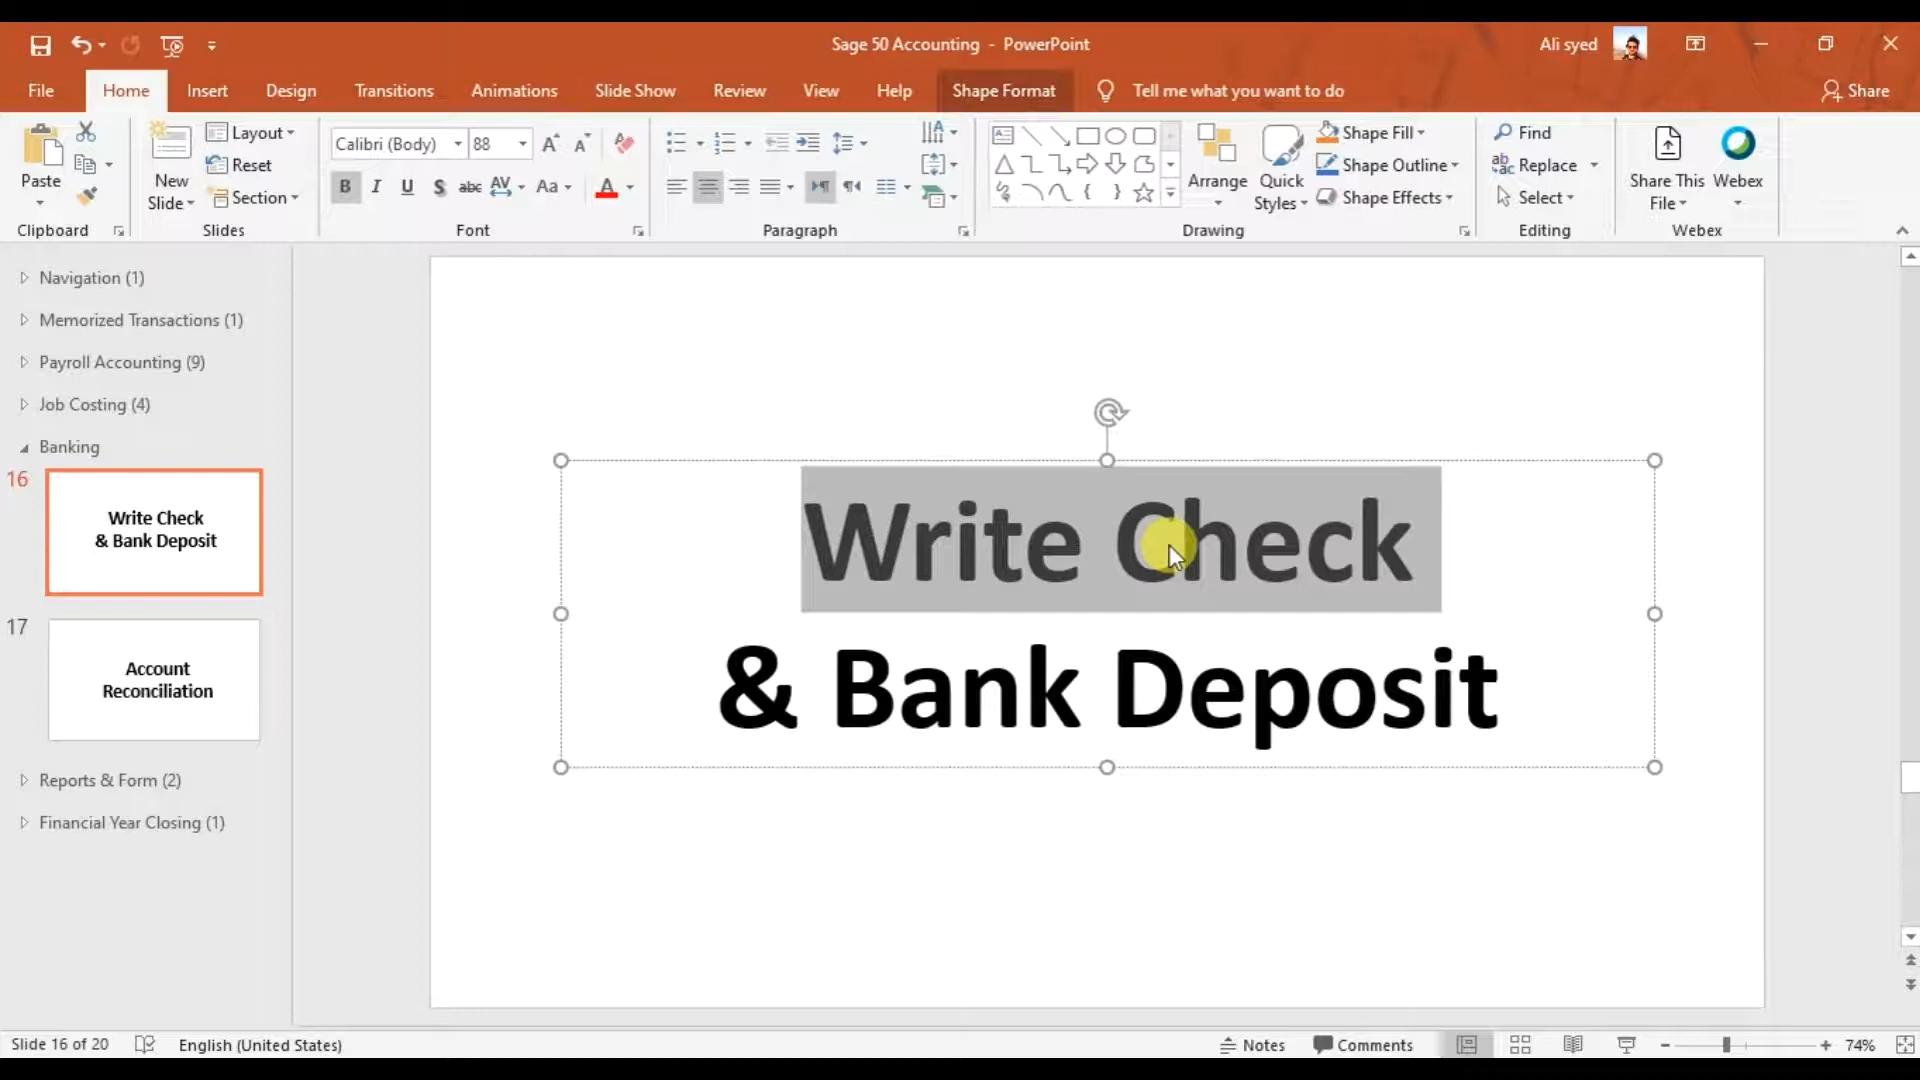 Sage 50 Accounting - PowerPoint
Ali syed
File Home Insert Design Transitions Animations Slide Show Review View Help Shape Format Tell me what you want to do Share
Paste
Clipboard
New Slide
Layout
Reset
Section
Slides
Calibri (Body) 88
B I U S abc AV Aa A
Font
Paragraph
Arrange
Quick Styles
Shape Fill
Shape Outline
Shape Effects
Drawing
Find
Replace
Select
Editing
Share This File
Webex
Webex
Navigation (1)
Memorized Transactions (1)
Payroll Accounting (9)
Job Costing (4)
Banking
16
Write Check
& Bank Deposit
17
Account
Reconciliation
Reports & Form (2)
Financial Year Closing (1)
Write Check
& Bank Deposit
Slide 16 of 20 English (United States) Notes Comments 74%